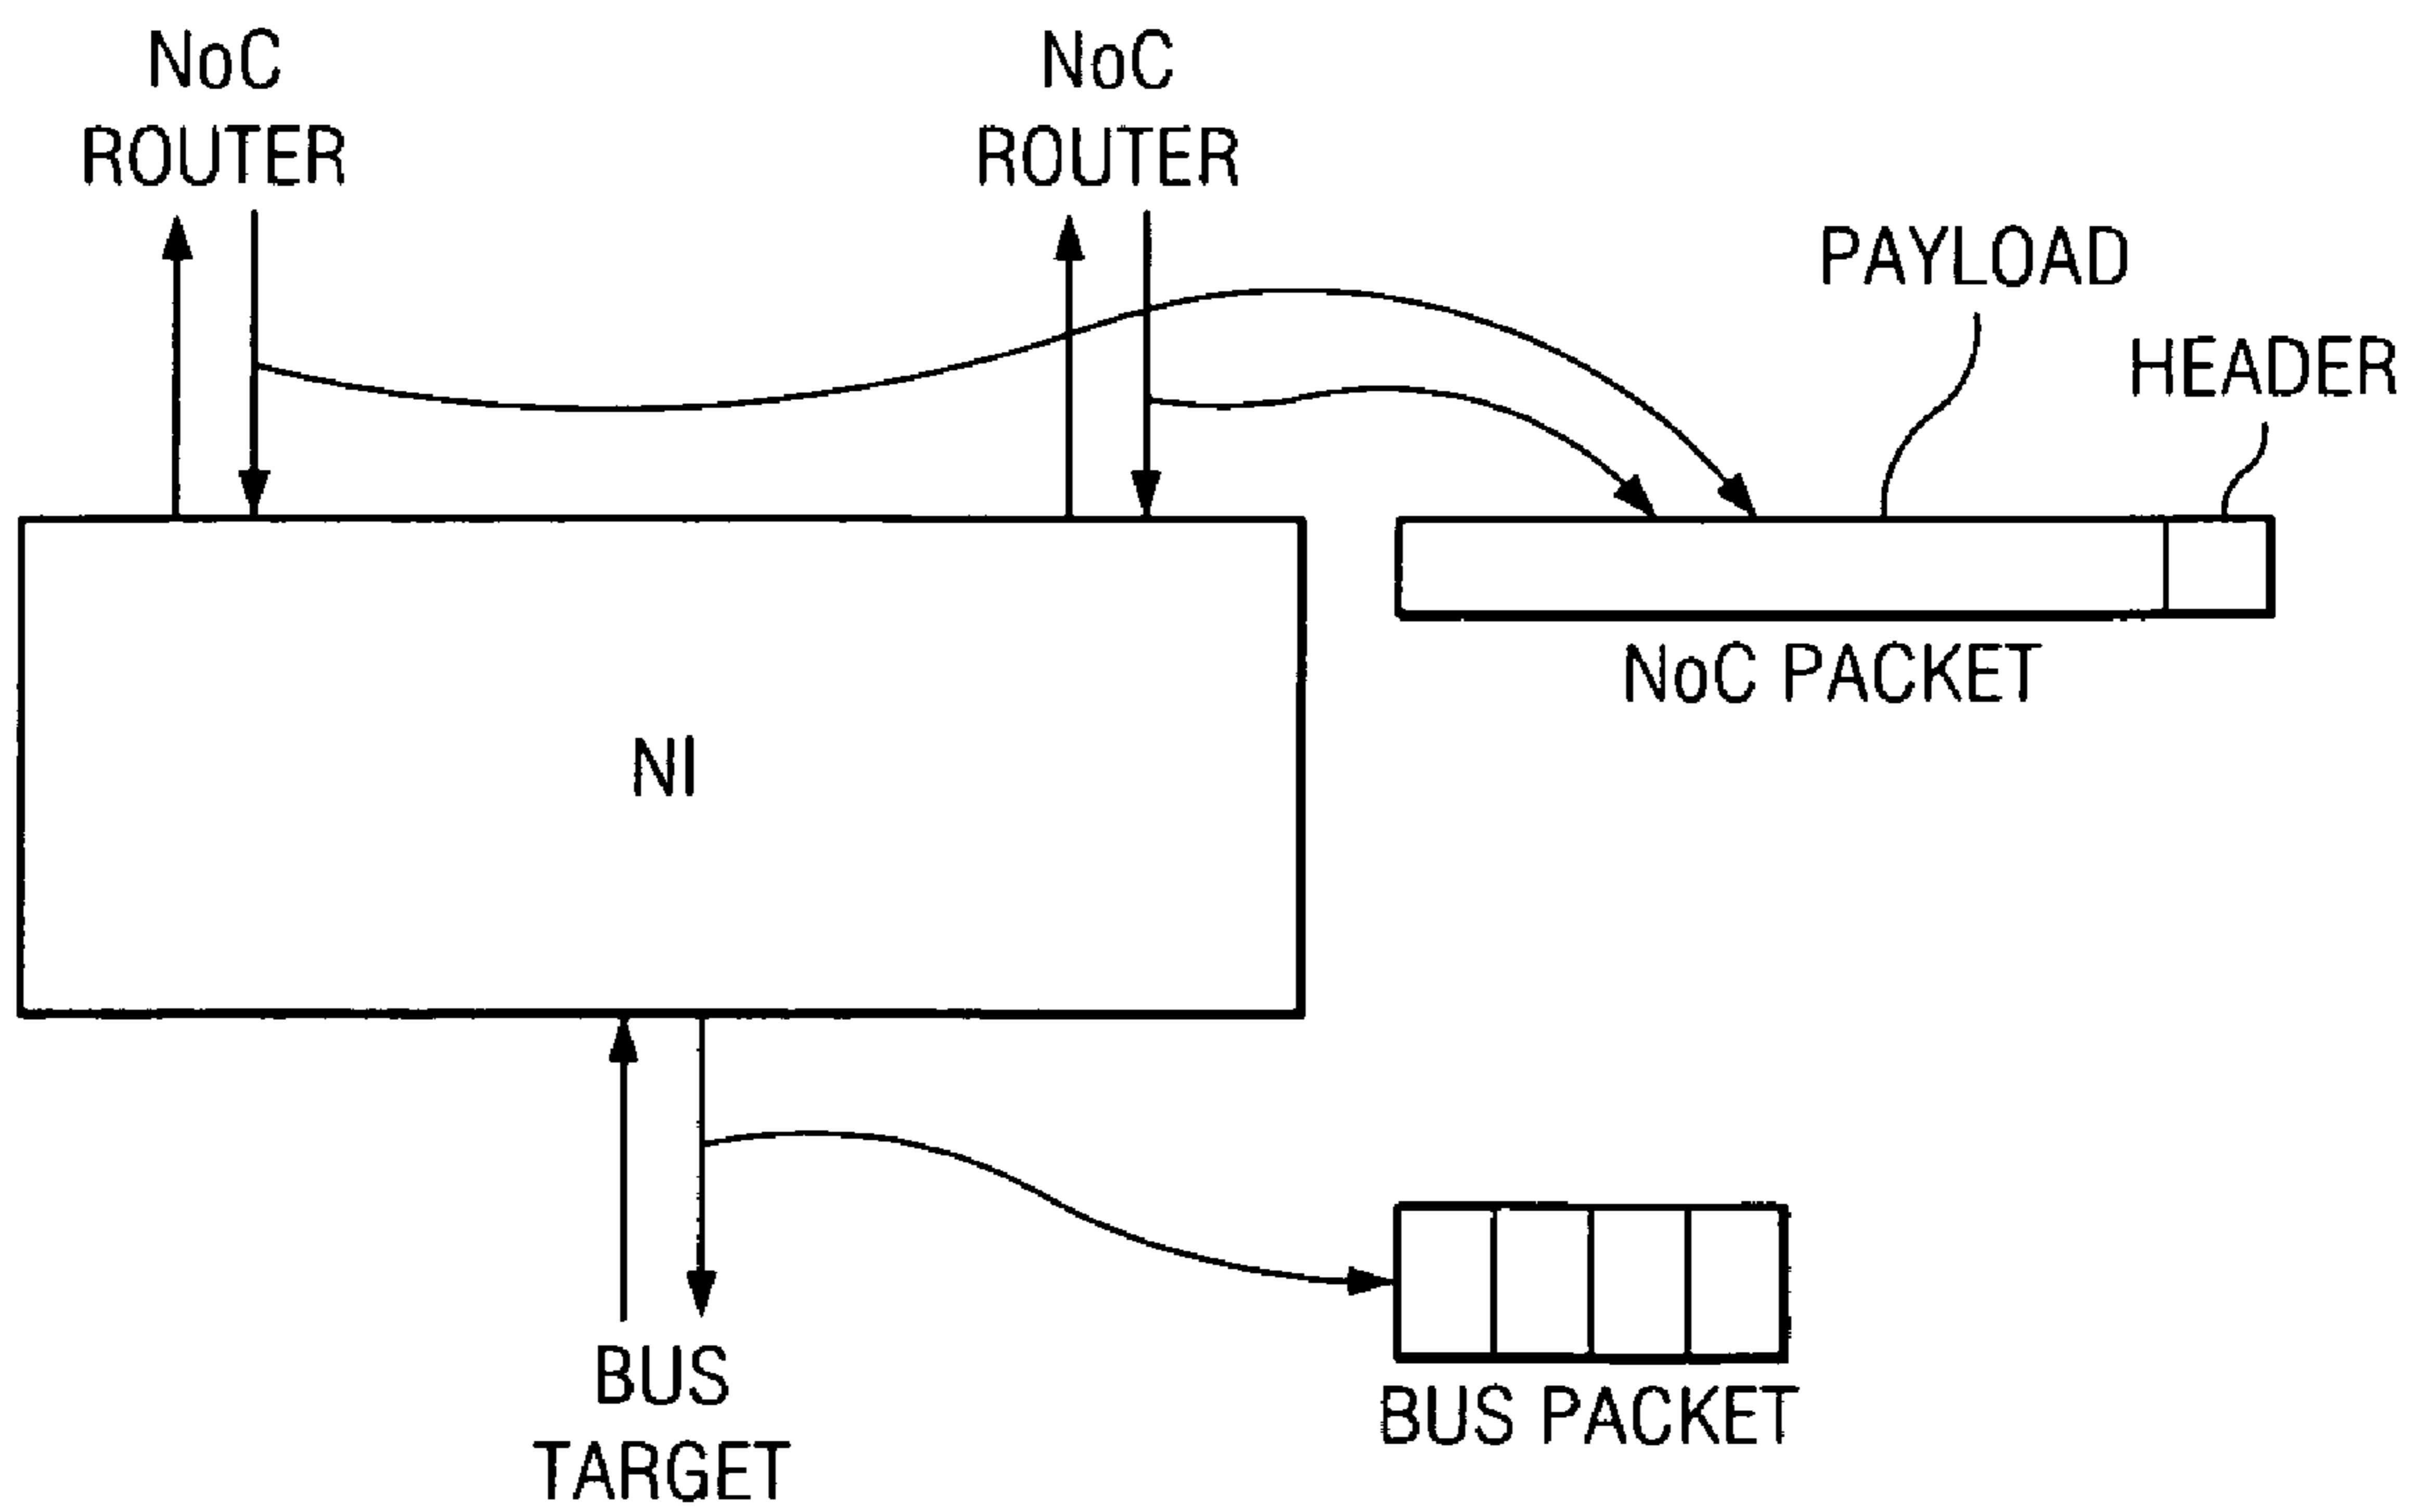 NoC
ROUTER
NoC
ROUTER
PAYLOAD
HEADER
NoC PACKET
NI
BUS
TARGET
BUS PACKET